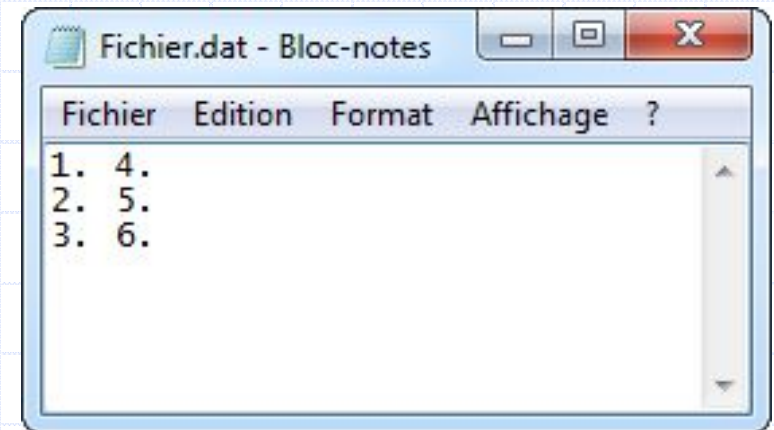 Fichier.dat - Bloc-notes
Fichier Edition Format Affichage ?
1. 4.
2. 5.
3. 6.